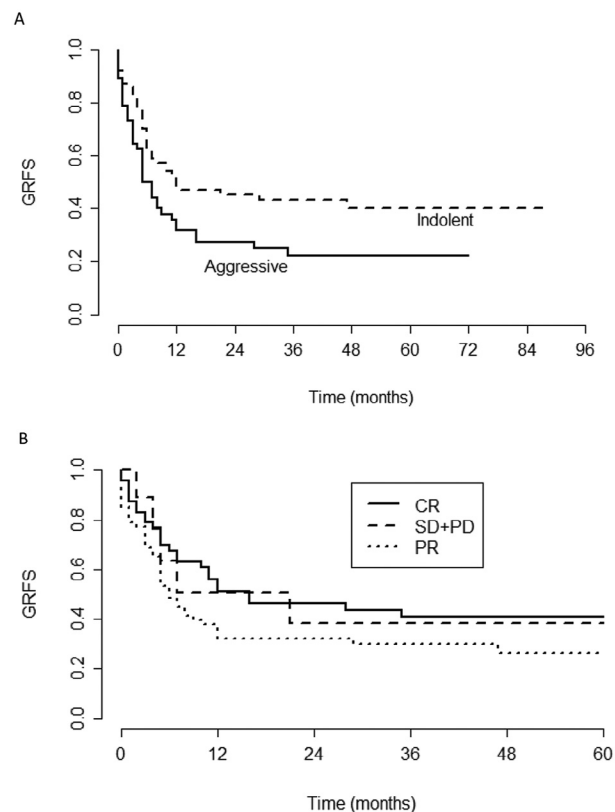 A
GRFS
1.0
0.8
0.6
0.4
0.2
0.0
Indolent
Aggressive
0 12 24 36 48 60 72 84 96
Time (months)
B
GRFS
1.0
0.8
0.6
0.4
0.2
0.0
CR
SD+PD
PR
0 12 24 36 48 60
Time (months)